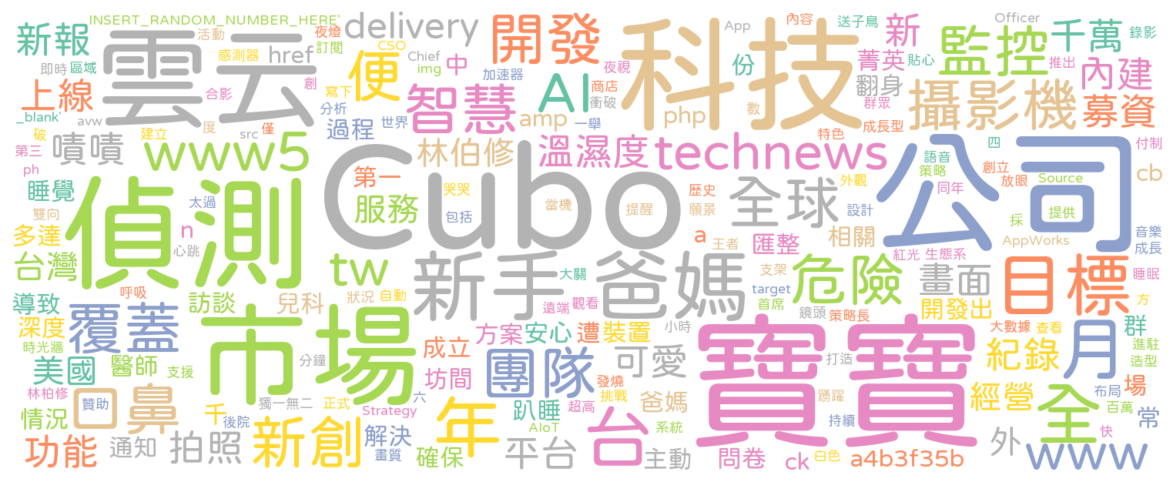 INSERT_RANDOM_NUMBER_HERE' 夜燈 delivery 開發 科技 App 內容 送子鳥 Officer
新報 雲云 活動 感測器 href 訂閱 CSO Chief 中 加速器 商店 夜視 份 菁英 新 貼心 監控 千萬 錄影
即時 區域 img 便 智慧 AI 衝破 翻身 群眾 推出 內建
上線 合影 創 寫下 amp 一舉 php 數 成長型 攝影機 募資
_blank' avw 建立 度 src 僅 分析 過程 世界 特色
破 嘖嘖 www5 林伯修 溫濕度 technews 公司 語音 四 創立 付制
第三 ph 偵測 Cubo 第一 哭哭 歷史 全球 外觀 策略 同年 放眼 Source cb
睡覺 太過 服務 包括 當機 提醒 願景 設計 採 提供
多達 雙向 n 心跳 a 王者 匯整 相關 紅光 生態系 AppWorks 音樂 成長
台灣 tw 新手 爸媽 大關 支架 target 危險 畫面 目標 睡眠
導致 呼吸 訪談 兒科 狀況 自動 遠端 觀看 首席 鏡頭 策略長 開發出 大數據 查看 方
深度 覆蓋 市場 方案 安心 遭 裝置 小時 寶寶 月 群 進駐
時光牆 分鐘 成立 團隊 可愛 打造 紀錄 場 造型
美國 醫師 支援 坊間 發燒 布局
林柏修 口鼻 贊助 獨一無二 正式 六 年 趴睡 挑戰 超高 爸媽 踴躍 經營 全 百萬
情況 千 後院 新創 Strategy 解決 AIoT 台 系統 持續 常 快
功能 通知 拍照 畫質 確保 平台 主動 問卷 ck 白色 a4b3f35b 外 www